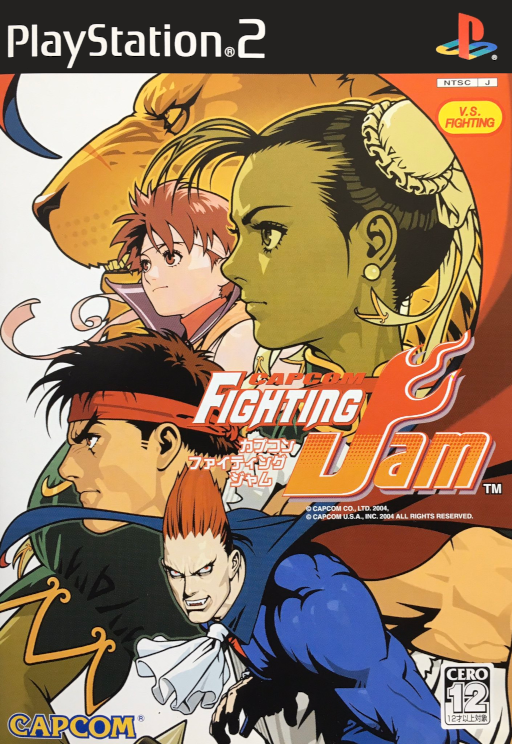 PlayStation®2
NTSC J
V.S.
FIGHTING
CAPCOM
FIGHTING
Jam™
カプコン
ファイティング
ジャム
© CAPCOM CO., LTD. 2004,
© CAPCOM U.S.A., INC. 2004 ALL RIGHTS RESERVED.
CERO
12
12才以上対象
CAPCOM®